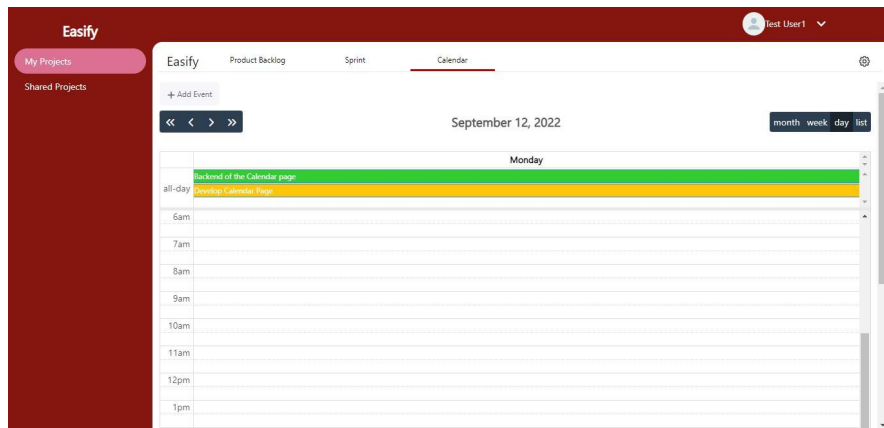 Easify
Test User1
My Projects
Shared Projects
Easify Product Backlog Sprint Calendar
+ Add Event
« < > »
September 12, 2022
month week day list
Monday
all-day
Backend of the Calendar page
Develop Calendar Page
6am
7am
8am
9am
10am
11am
12pm
1pm